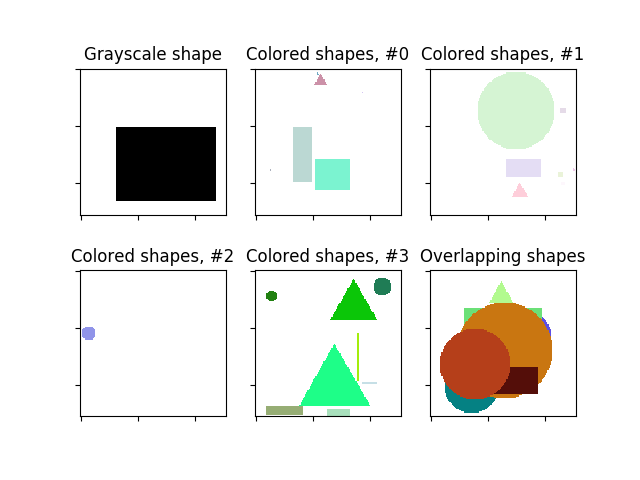 Grayscale shape
Colored shapes, #0
Colored shapes, #1
Colored shapes, #2
Colored shapes, #3
Overlapping shapes